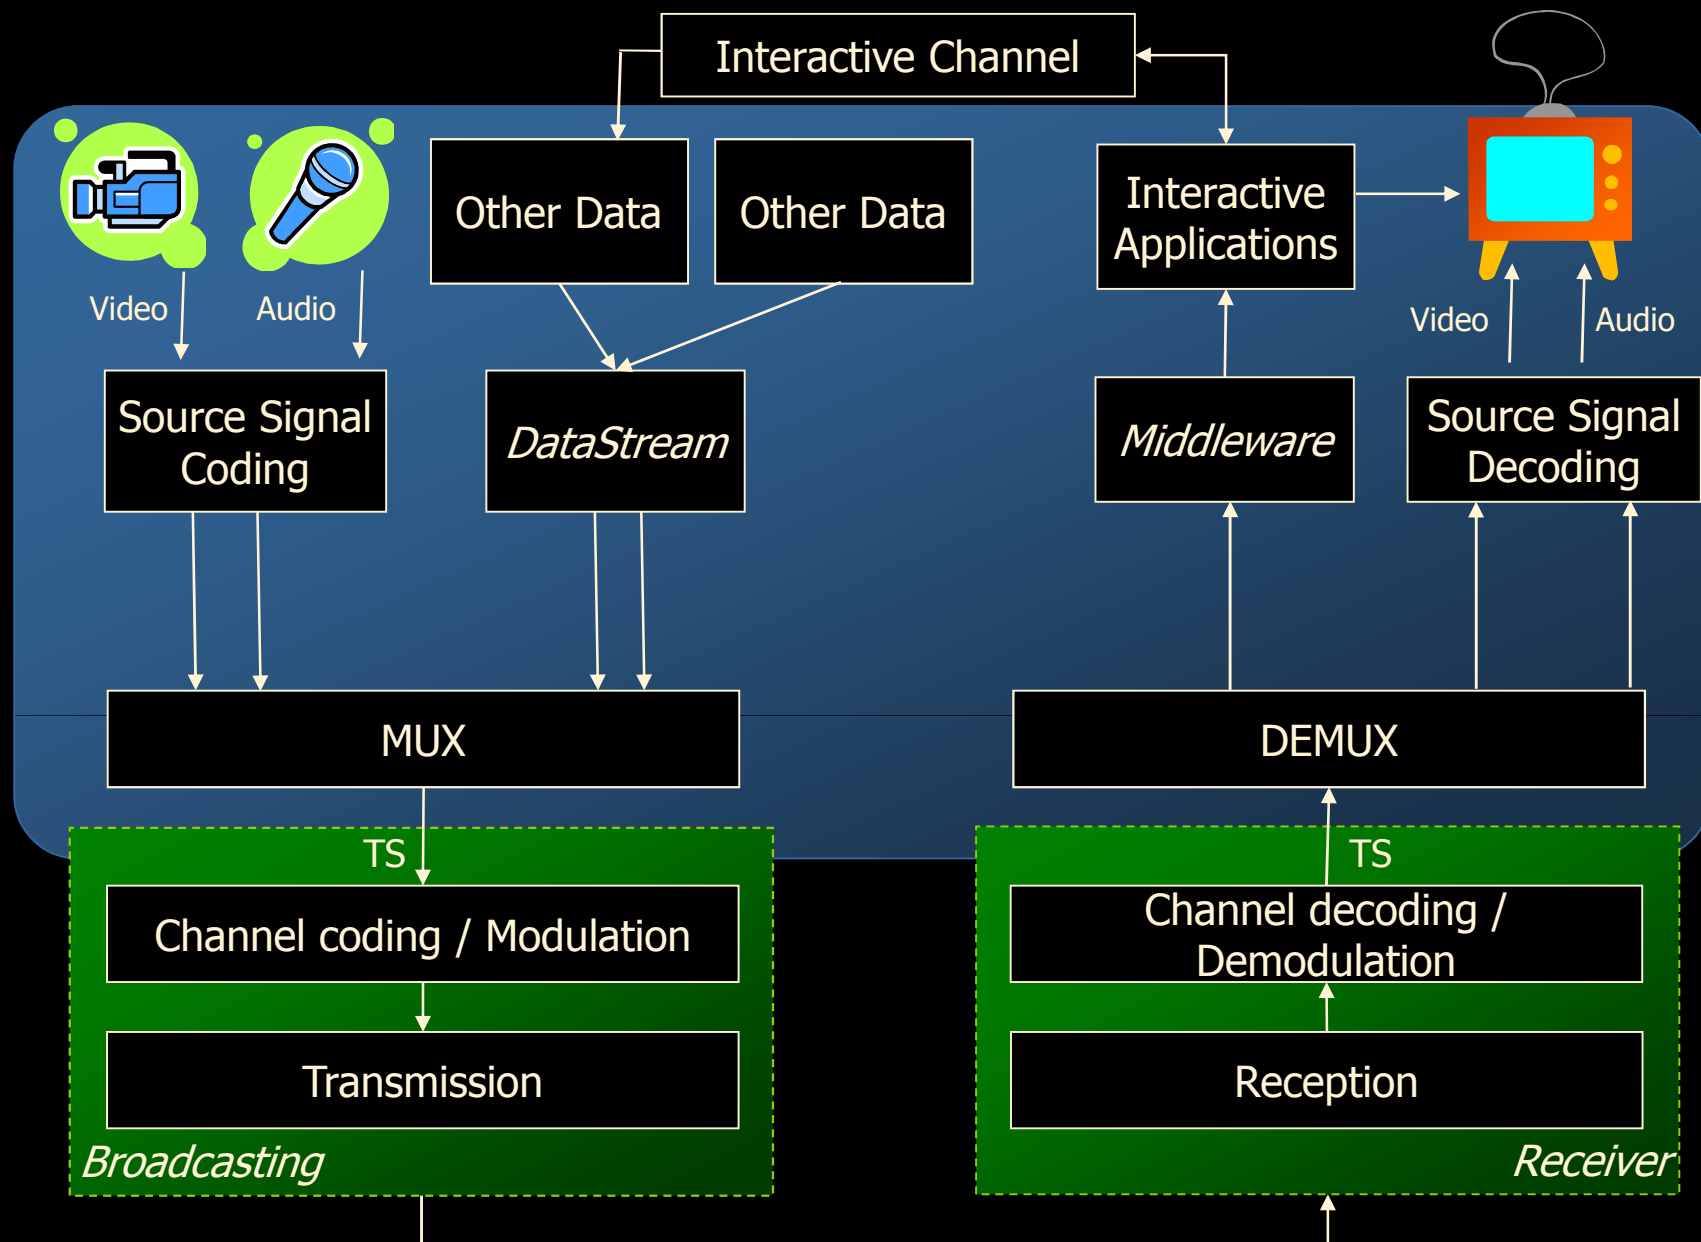 Interactive Channel
Other Data
Other Data
Interactive
Applications
Video
Audio
Video
Audio
Source Signal
Coding
DataStream
Middleware
Source Signal
Decoding
MUX
DEMUX
TS
TS
Channel coding / Modulation
Channel decoding /
Demodulation
Transmission
Reception
Broadcasting
Receiver